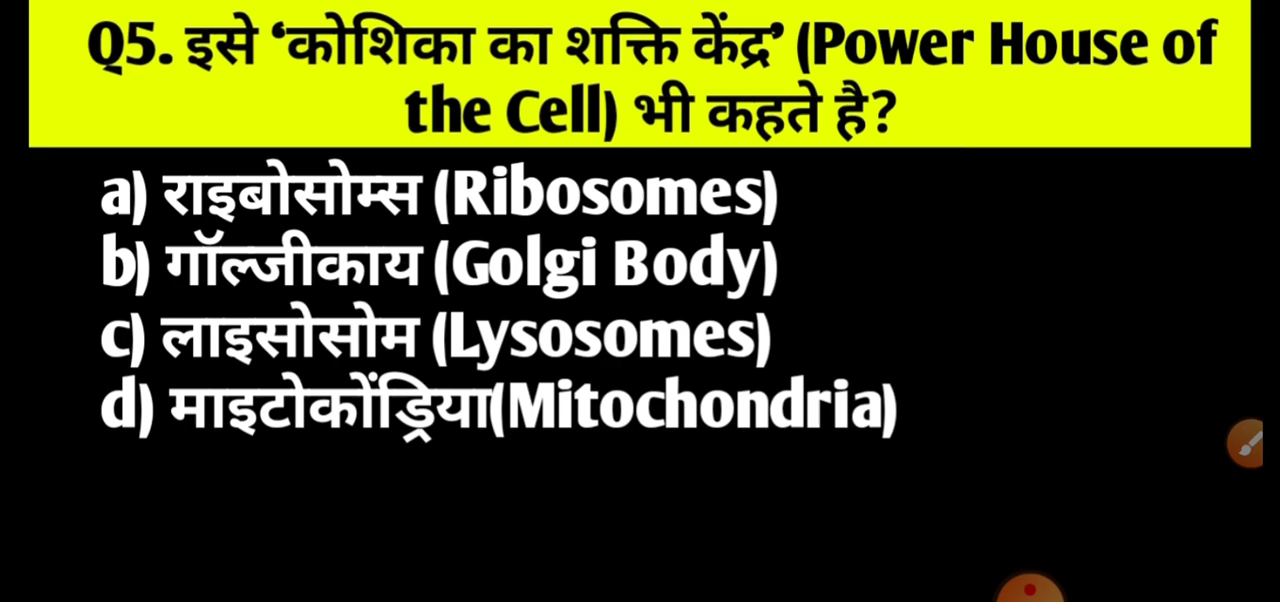 Q5. इसे ‘कोशिका का शक्ति केंद्र’ (Power House of
the Cell) भी कहते है?
a) राइबोसोम्स (Ribosomes)
b) गॉल्जीकाय (Golgi Body)
c) लाइसोसोम (Lysosomes)
d) माइटोकोंड्रिया(Mitochondria)